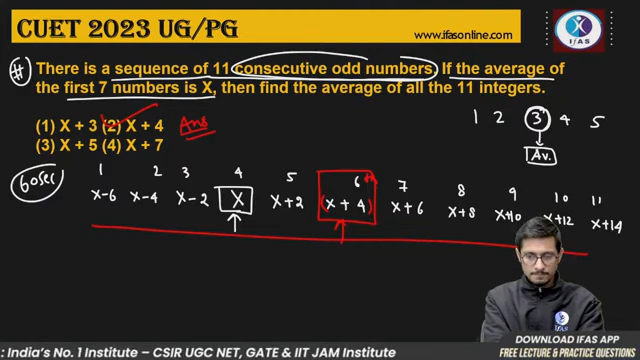 CUET 2023 UG/PG
www.ifasonline.com
iFAS
# There is a sequence of 11 consecutive odd numbers. If the average of
the first 7 numbers is X, then find the average of all the 11 integers.
(1) X + 3 (2) X + 4 Ans
(3) X + 5 (4) X + 7
1 2 3rd 4 5
Av.
60sec
1 2 3 4 5 6th 7 8 9 10 11
x-6 x-4 x-2 X x+2 (x + 4) x+6 x+8 x+10 x+12 x+14
DOWNLOAD IFAS APP
: India's No. 1 Institute – CSIR UGC NET, GATE & IIT JAM Institute
FREE LECTURE & PRACTICE QUESTIONS